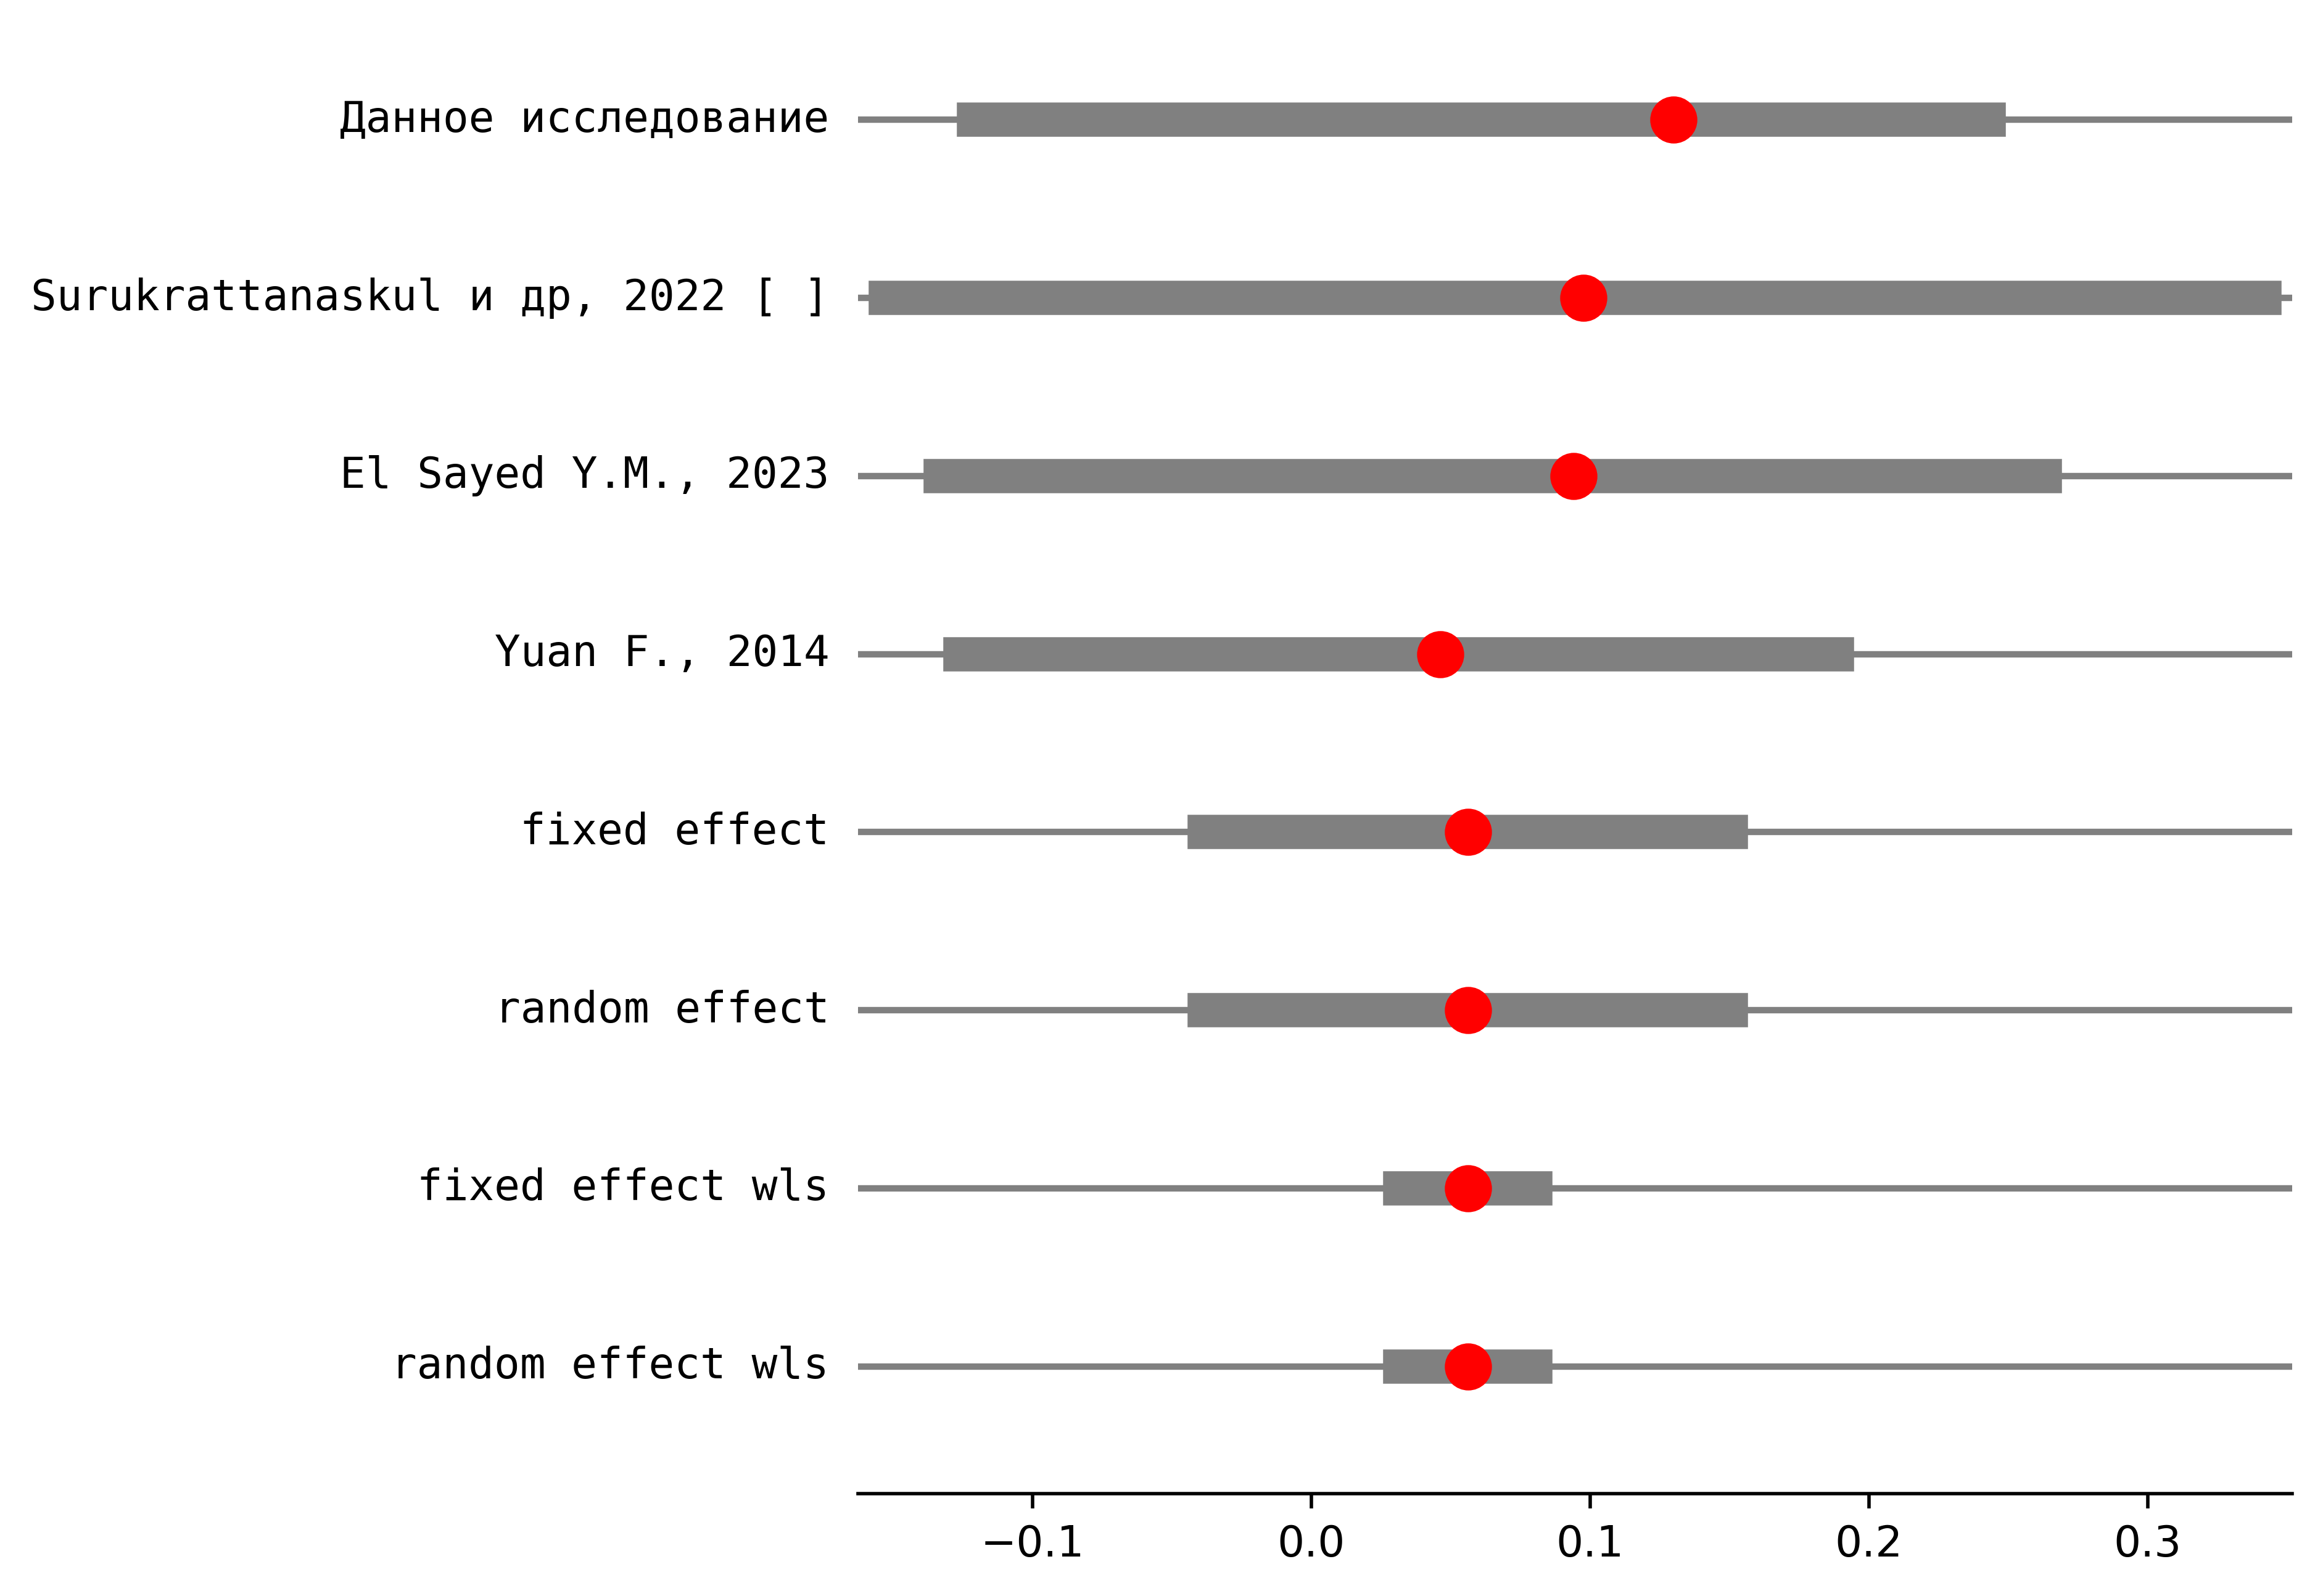 Данное исследование
Surukrattanaskul и др, 2022 [ ]
El Sayed Y.M., 2023
Yuan F., 2014
fixed effect
random effect
fixed effect wls
random effect wls
−0.1 0.0 0.1 0.2 0.3